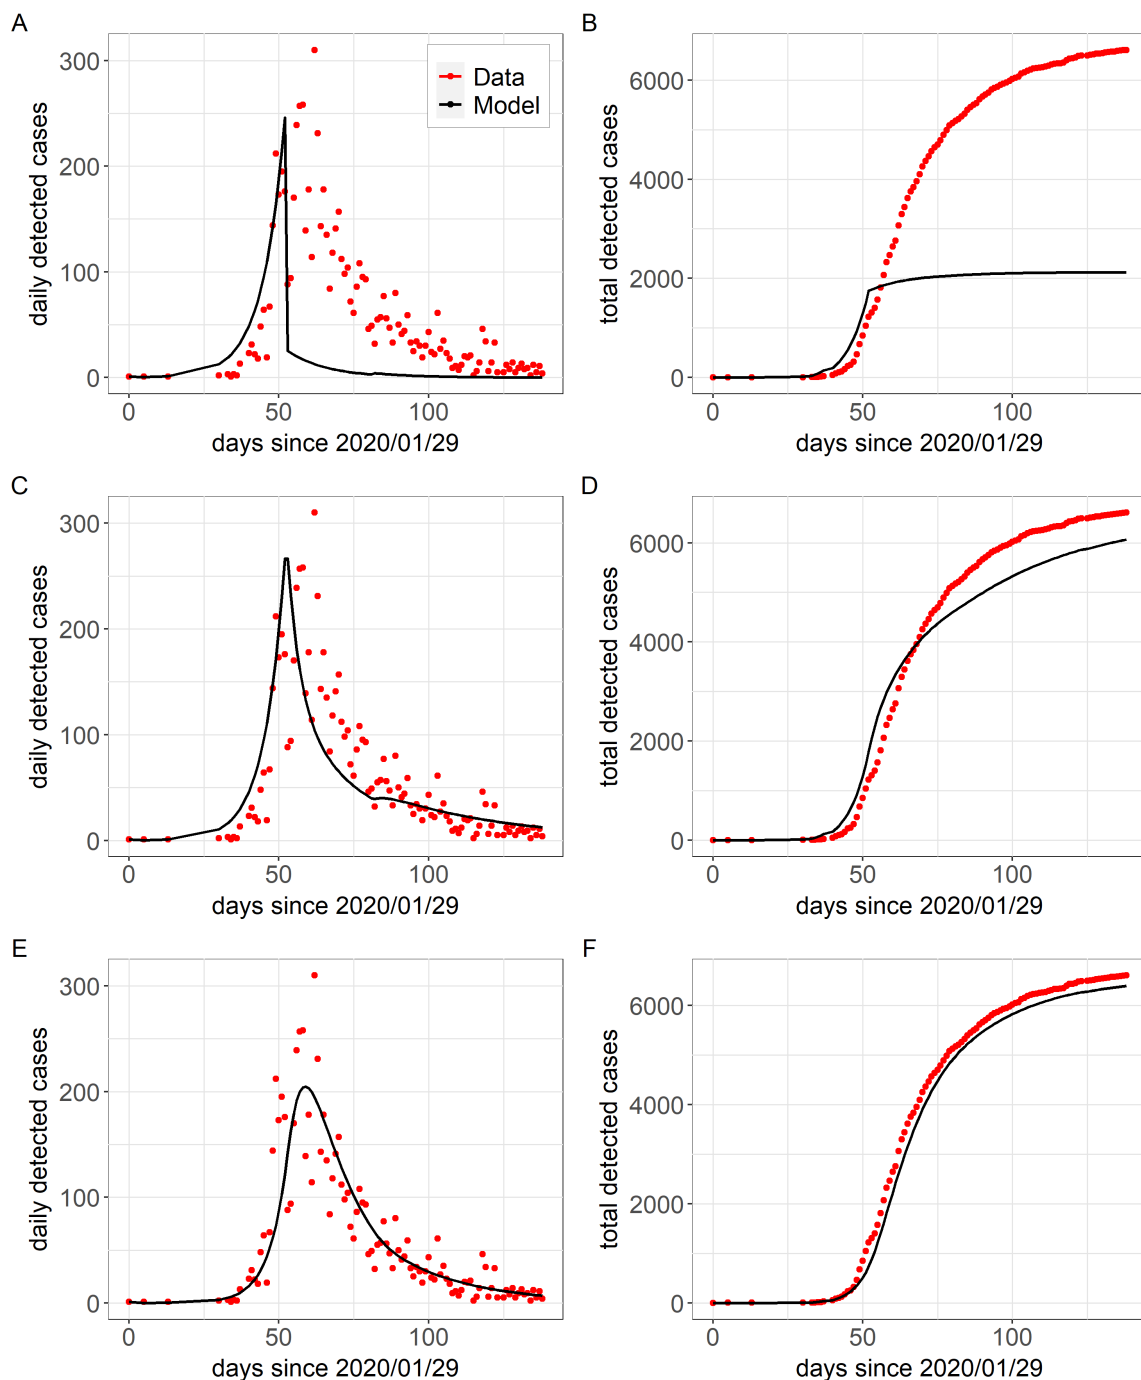 A
daily detected cases
300
200
100
0
Data
Model
0 50 100
days since 2020/01/29
B
total detected cases
6000
4000
2000
0
0 50 100
days since 2020/01/29
C
daily detected cases
300
200
100
0
0 50 100
days since 2020/01/29
D
total detected cases
6000
4000
2000
0
0 50 100
days since 2020/01/29
E
daily detected cases
300
200
100
0
0 50 100
days since 2020/01/29
F
total detected cases
6000
4000
2000
0
0 50 100
days since 2020/01/29